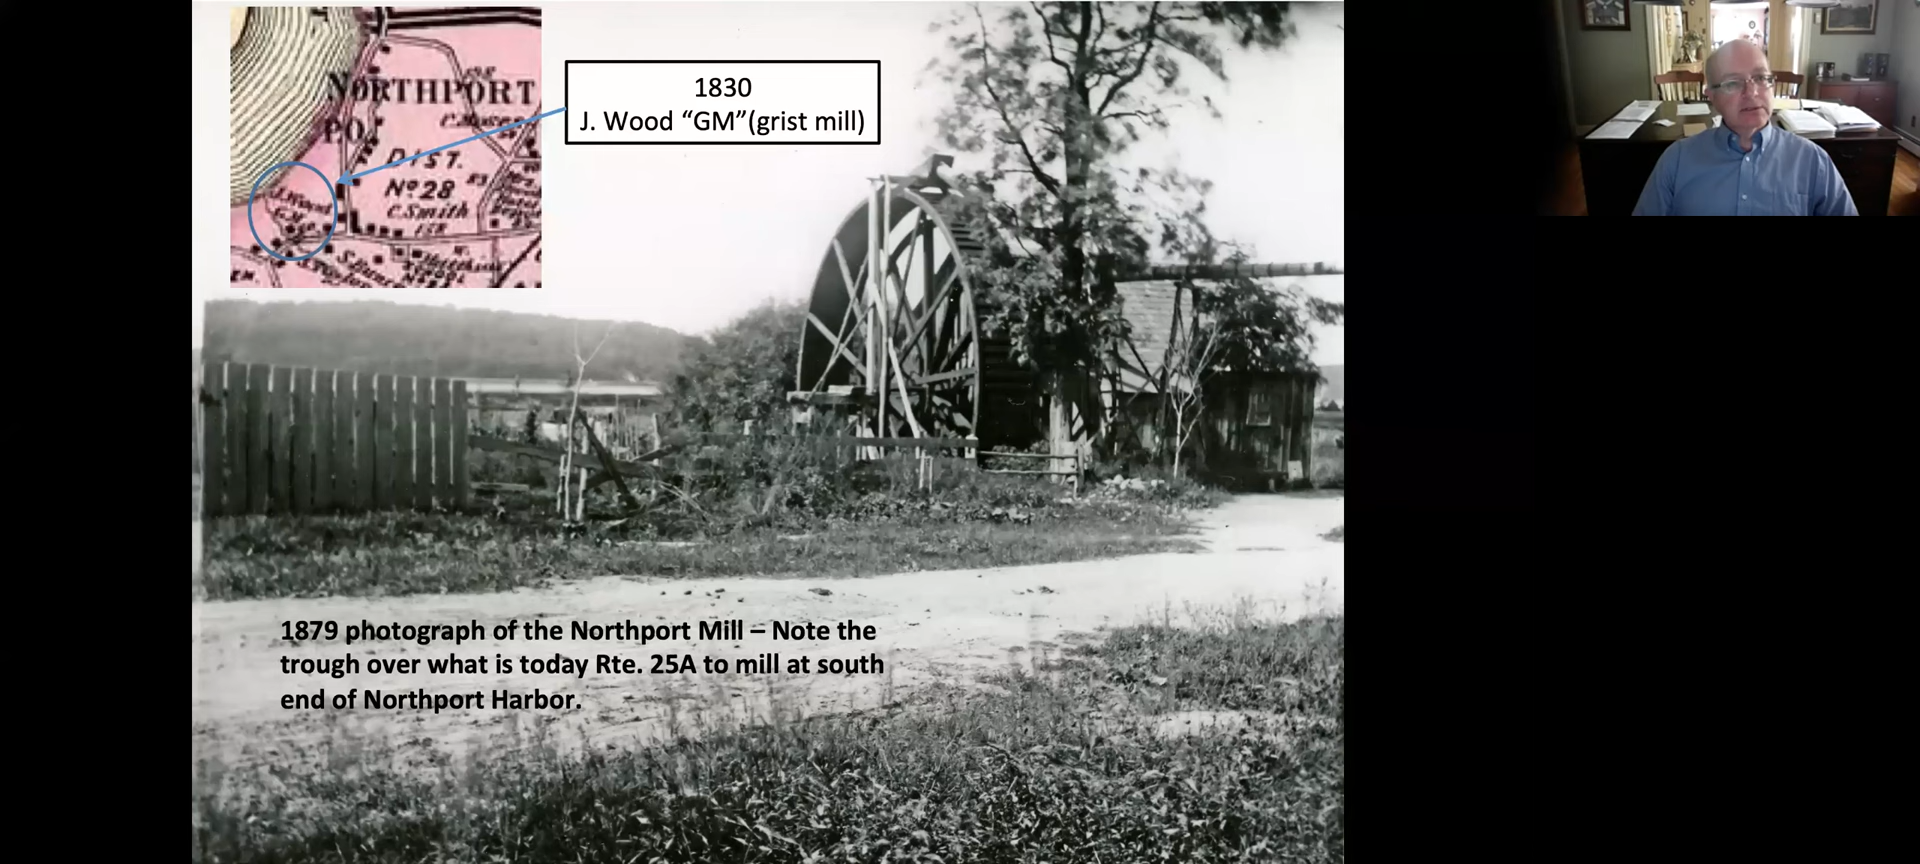 NORTHPORT
P.O.
DIST.
Nº 28
C. Smith
J. Wood
G.M.
1830
J. Wood “GM”(grist mill)
1879 photograph of the Northport Mill – Note the
trough over what is today Rte. 25A to mill at south
end of Northport Harbor.